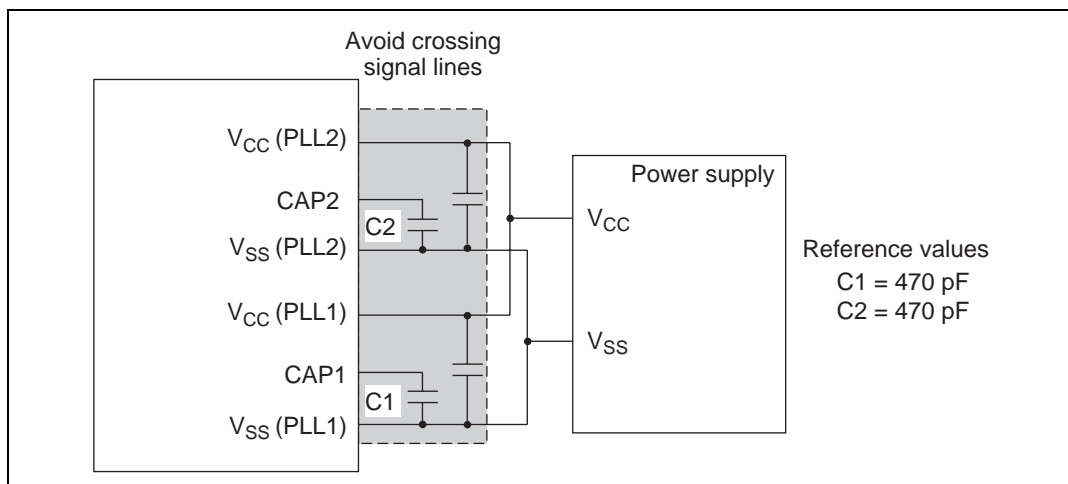 Avoid crossing
signal lines
VCC (PLL2)
CAP2
C2
VSS (PLL2)
VCC (PLL1)
CAP1
C1
VSS (PLL1)
Power supply
VCC
VSS
Reference values
C1 = 470 pF
C2 = 470 pF